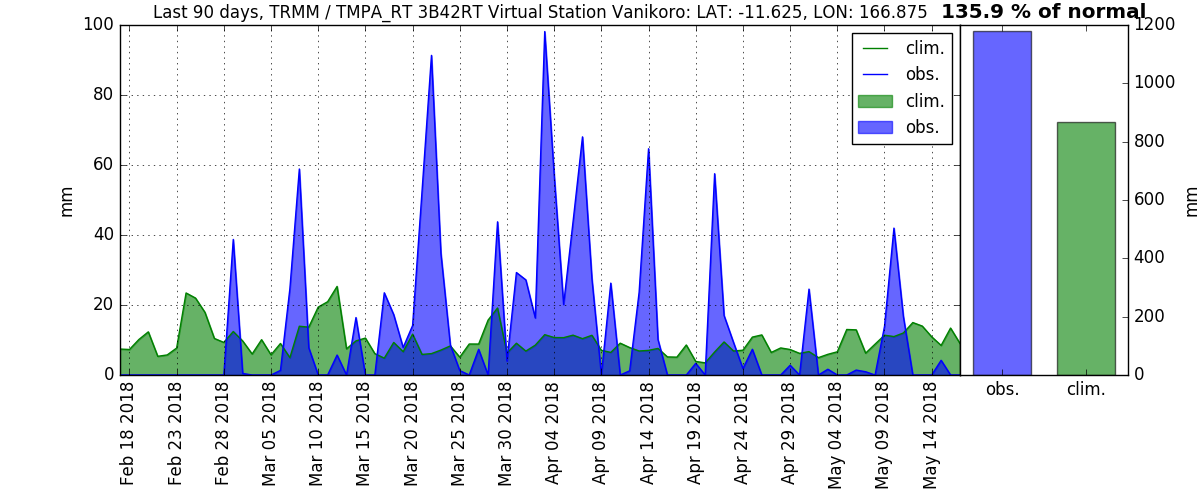 Last 90 days, TRMM / TMPA_RT 3B42RT Virtual Station Vanikoro: LAT: -11.625, LON: 166.875 135.9 % of normal
100
80
60
40
20
0
mm
clim.
obs.
clim.
obs.
1200
1000
800
600
400
200
0
mm
Feb 18 2018
Feb 23 2018
Feb 28 2018
Mar 05 2018
Mar 10 2018
Mar 15 2018
Mar 20 2018
Mar 25 2018
Mar 30 2018
Apr 04 2018
Apr 09 2018
Apr 14 2018
Apr 19 2018
Apr 24 2018
Apr 29 2018
May 04 2018
May 09 2018
May 14 2018
obs.
clim.